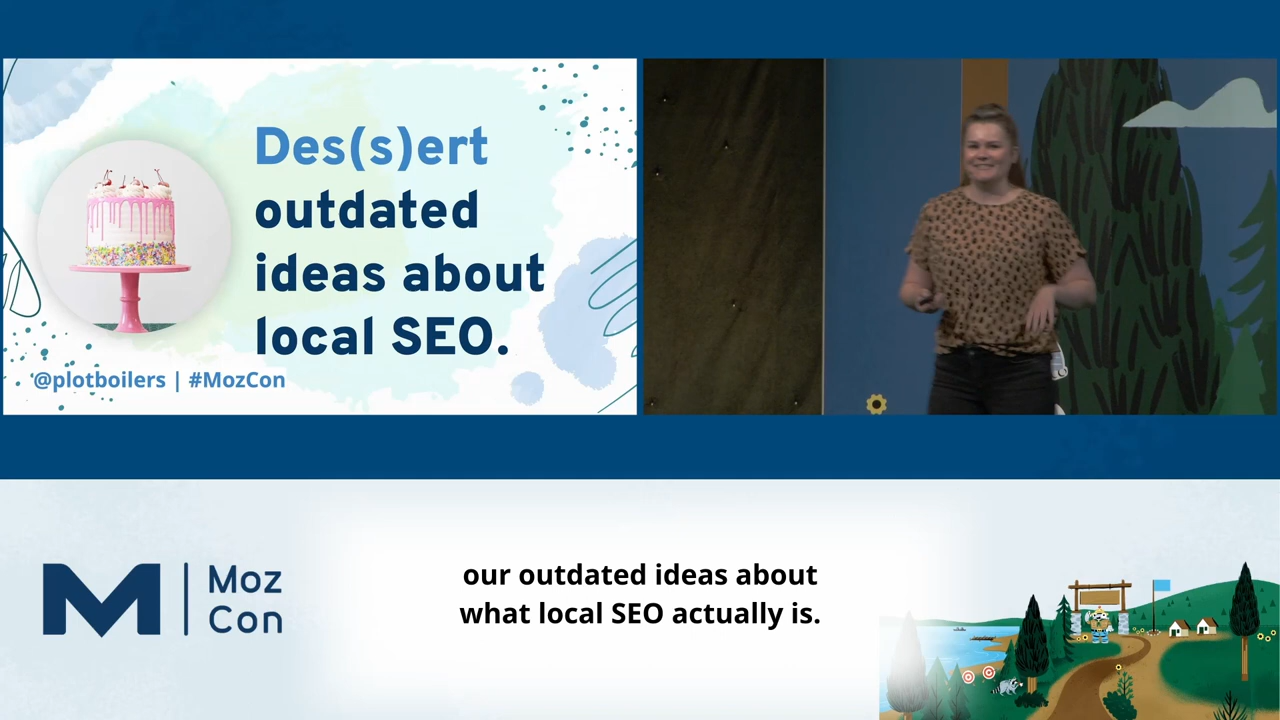 Des(s)ert
outdated
ideas about
local SEO.
@plotboilers | #MozCon
M | Moz
Con
our outdated ideas about
what local SEO actually is.